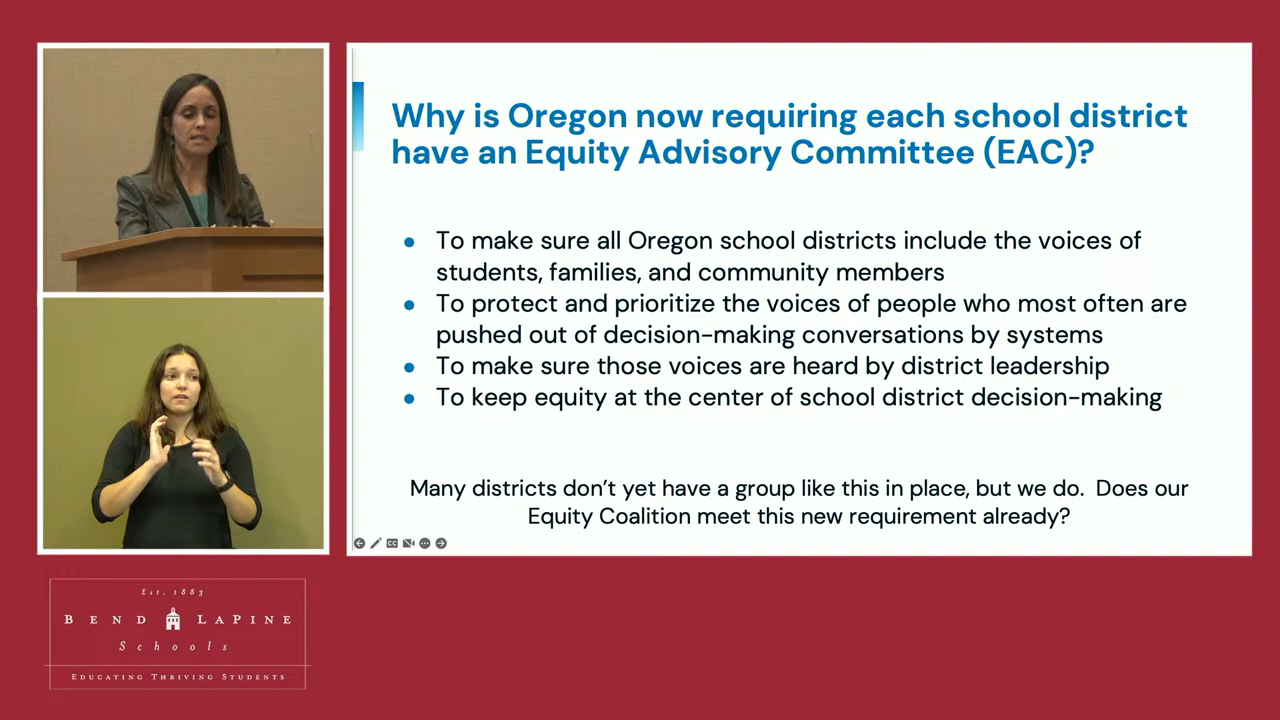 Why is Oregon now requiring each school district
have an Equity Advisory Committee (EAC)?
● To make sure all Oregon school districts include the voices of
students, families, and community members
● To protect and prioritize the voices of people who most often are
pushed out of decision-making conversations by systems
● To make sure those voices are heard by district leadership
● To keep equity at the center of school district decision-making
Many districts don’t yet have a group like this in place, but we do. Does our
Equity Coalition meet this new requirement already?
CC
Est. 1883
BEND LAPINE
Schools
EDUCATING THRIVING STUDENTS